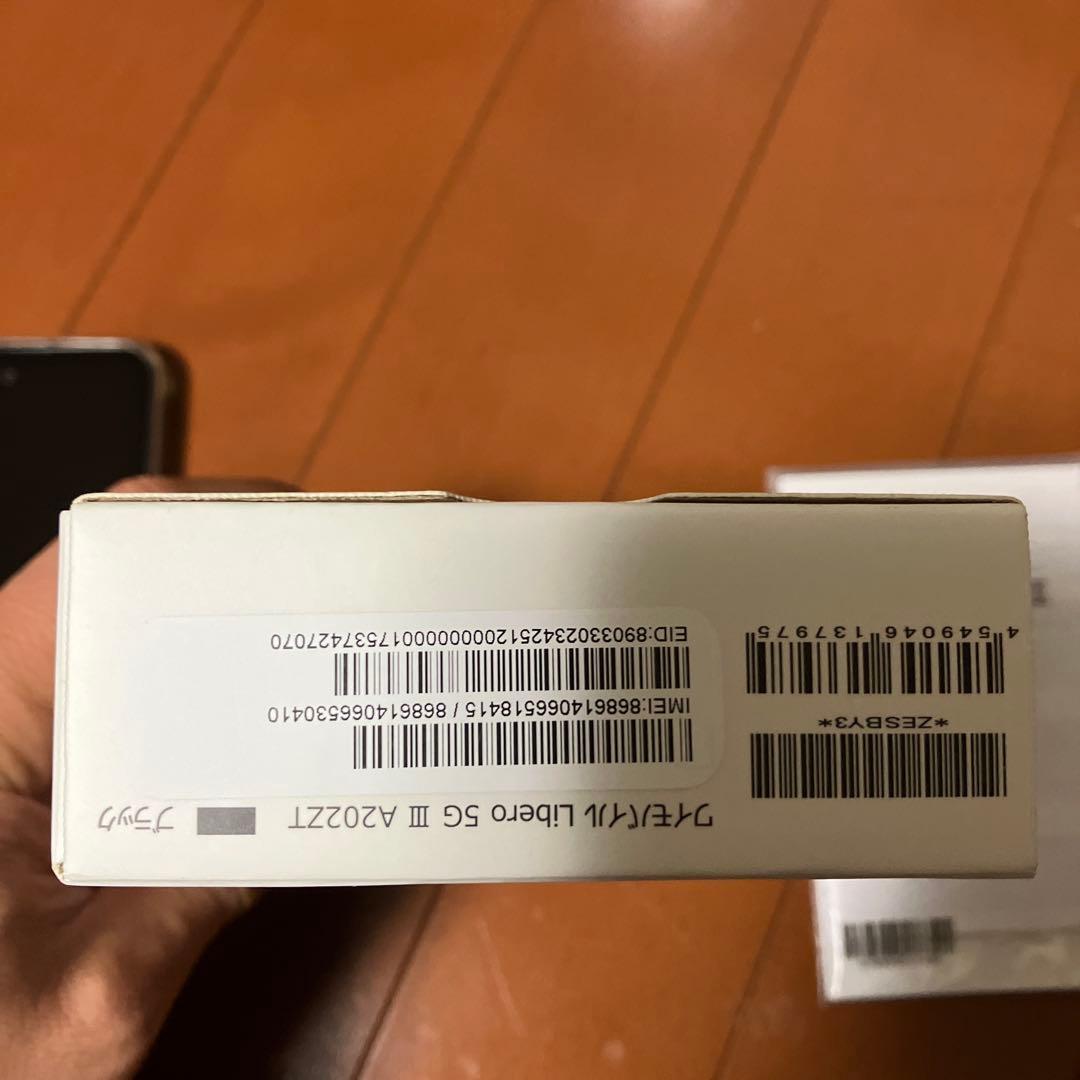 ワイモバイル Libero 5G III A202ZT ブラック
IMEI:868614066518415 / 868614066530410
EID:89033023425120000000017537427070
*ZESBY3*
4 549046 137975